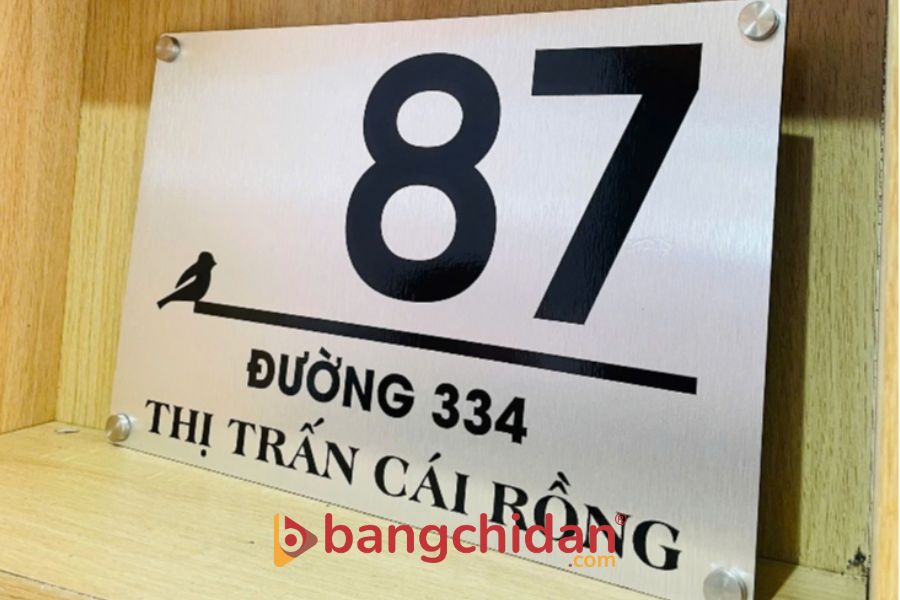 87
ĐƯỜNG 334
THỊ TRẤN CÁI RỒNG
bangchidan®
.com